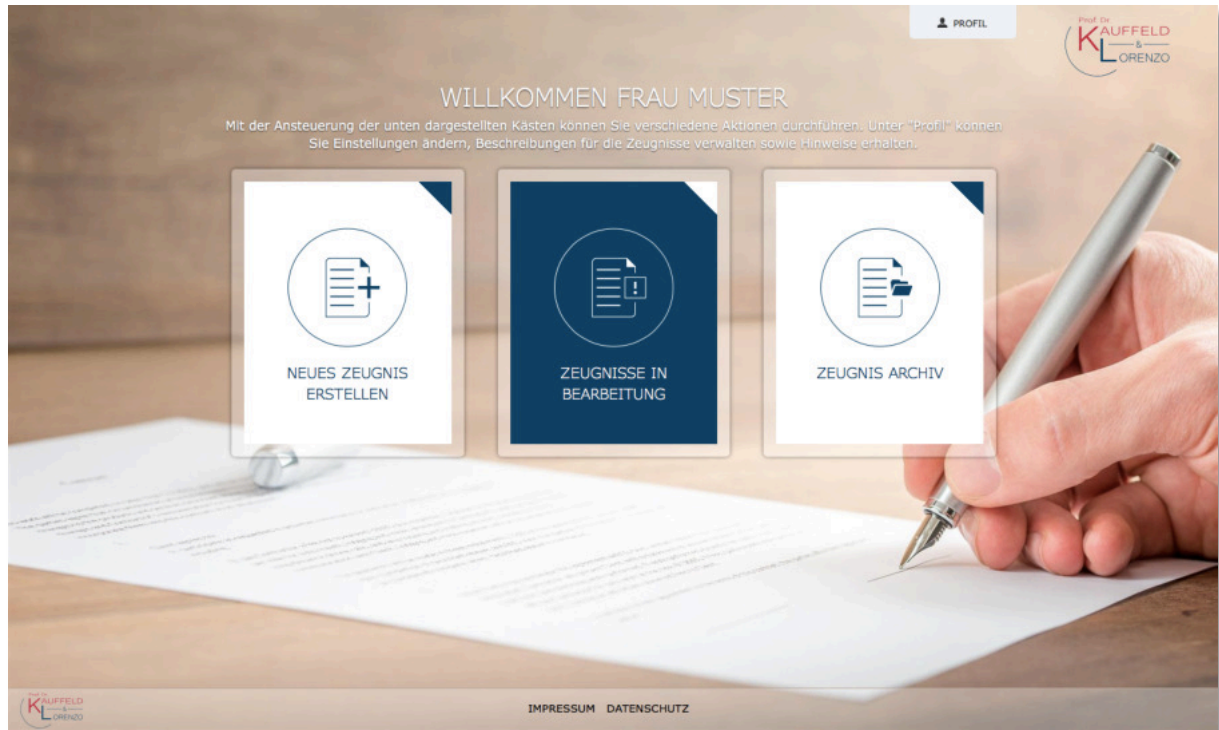 PROFIL
Prof. Dr.
KAUFFELD
&
LORENZO
WILLKOMMEN FRAU MUSTER
Mit der Ansteuerung der unten dargestellten Kästen können Sie verschiedene Aktionen durchführen. Unter "Profil" können
Sie Einstellungen ändern, Beschreibungen für die Zeugnisse verwalten sowie Hinweise erhalten.
NEUES ZEUGNIS
ERSTELLEN
ZEUGNISSE IN
BEARBEITUNG
ZEUGNIS ARCHIV
Prof. Dr.
KAUFFELD
&
LORENZO
IMPRESSUM DATENSCHUTZ